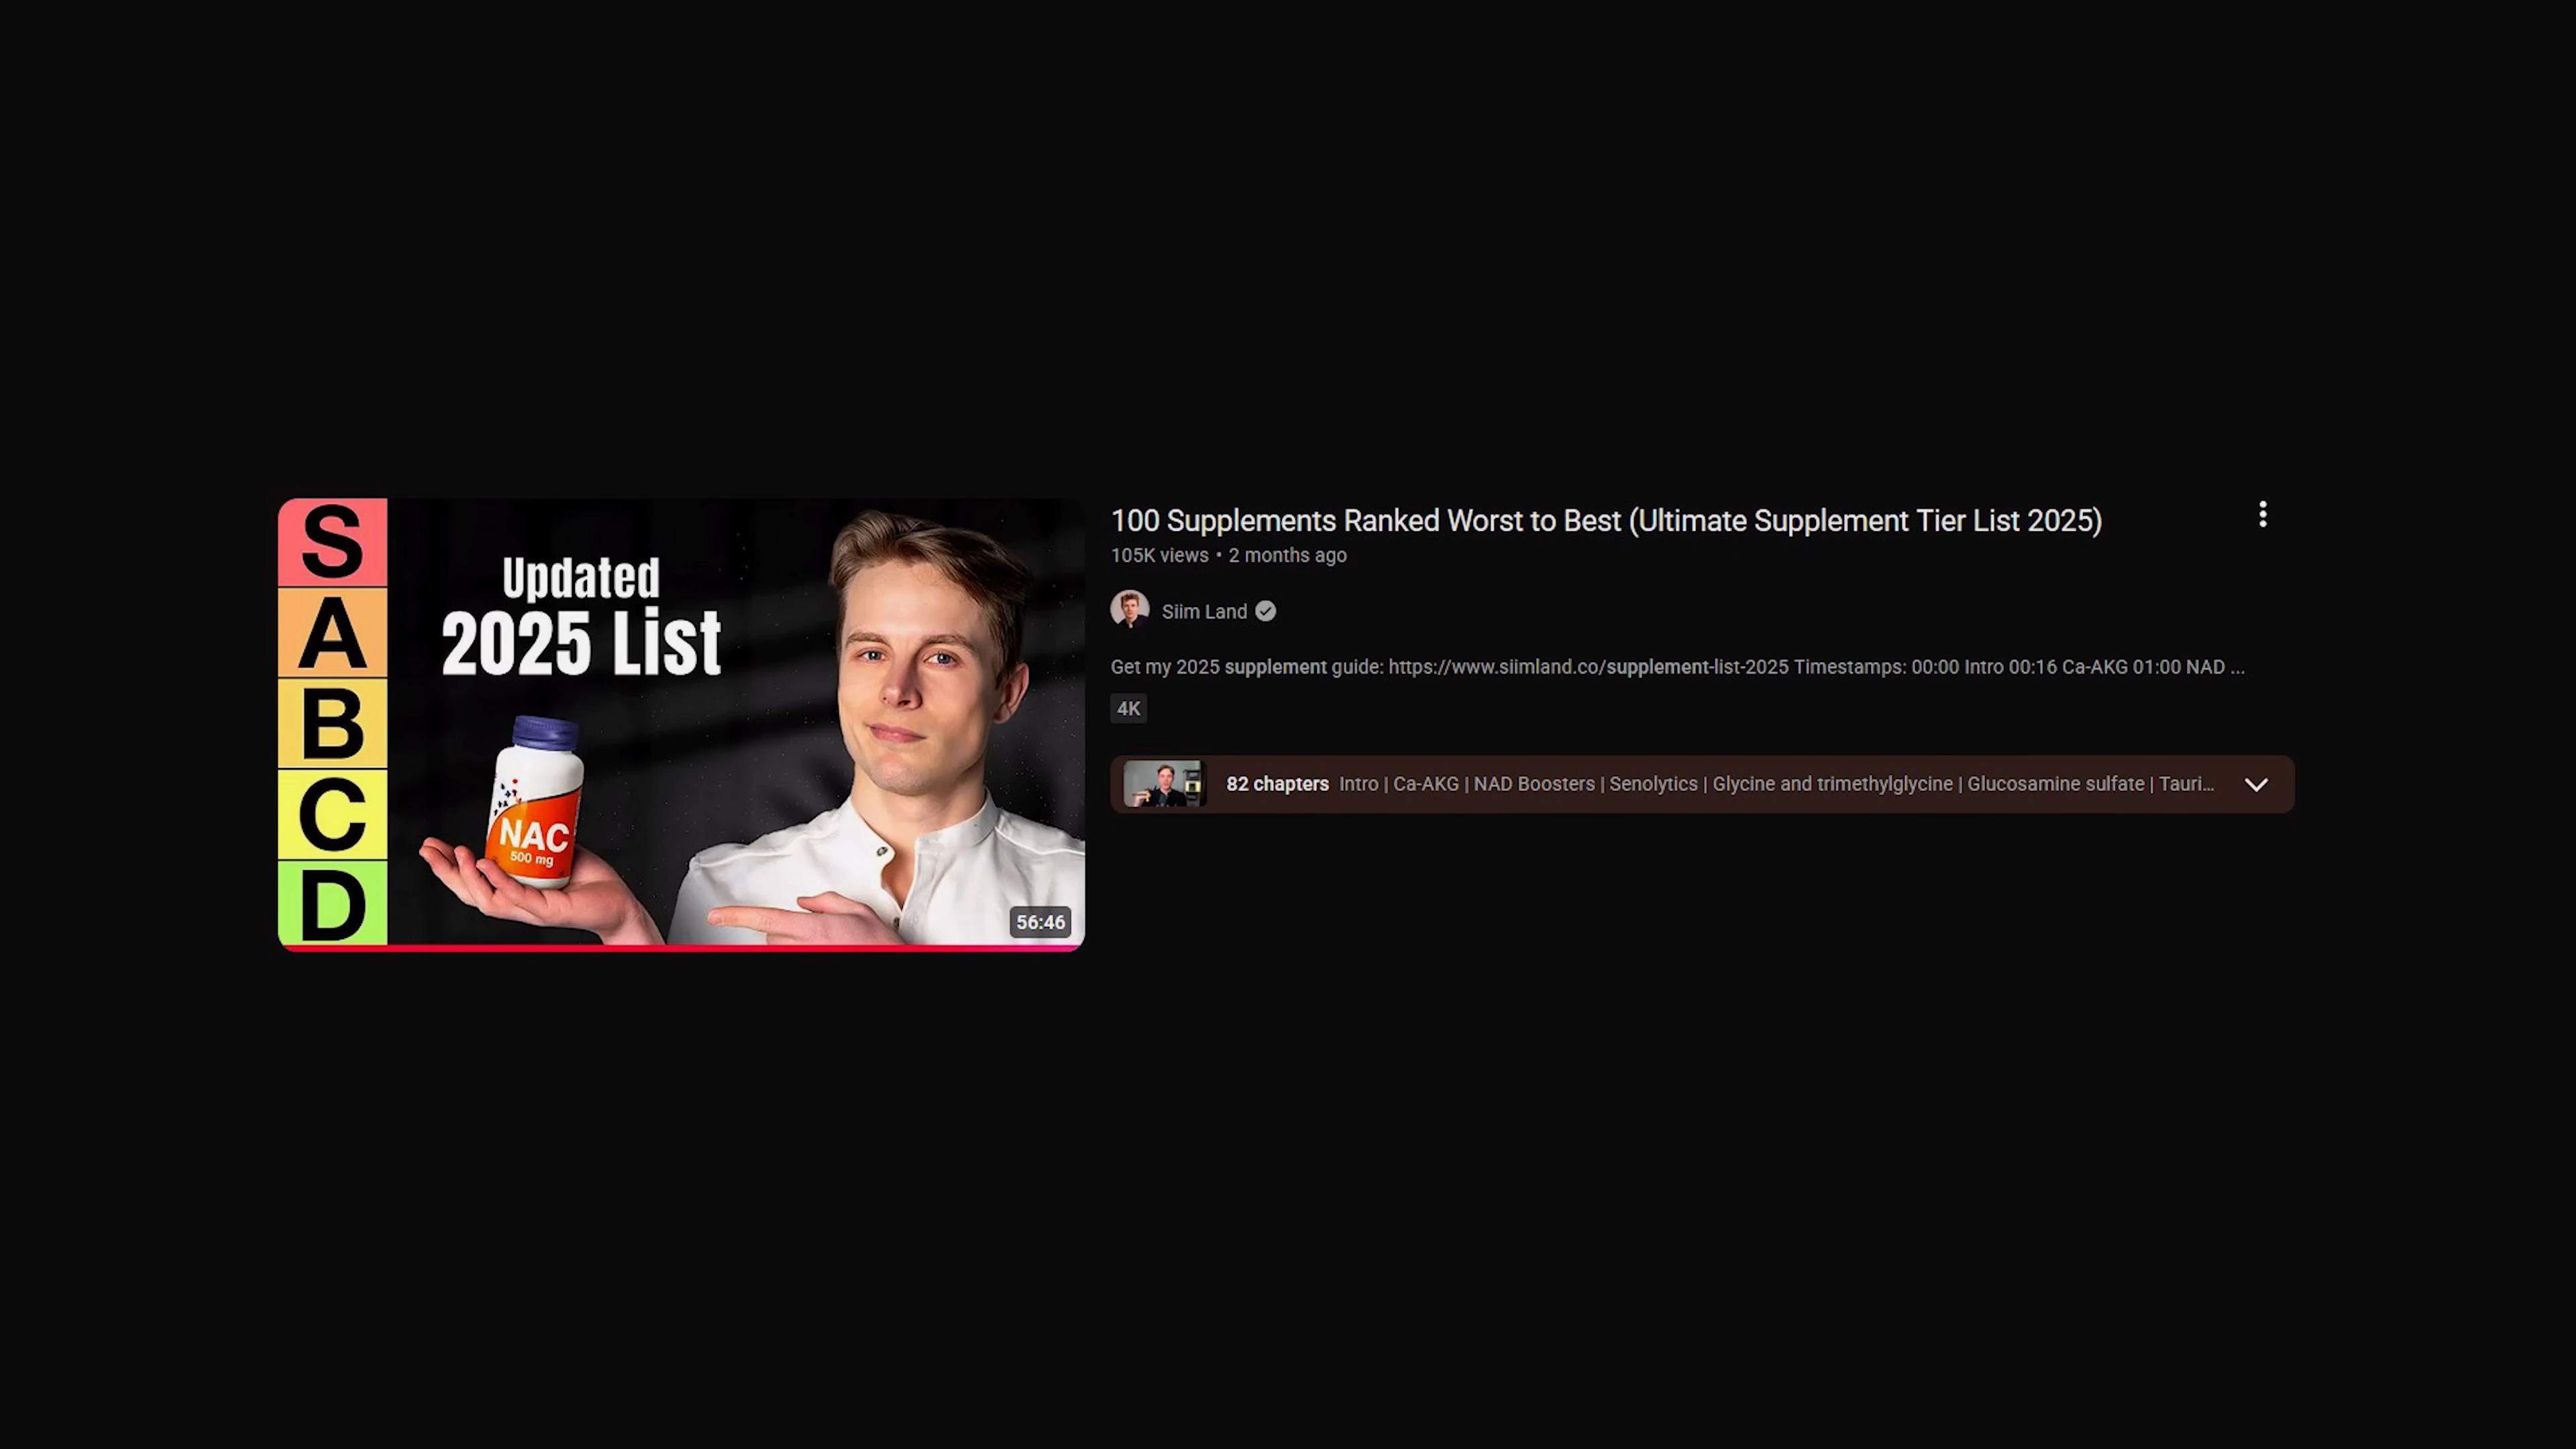 S
A
B
C
D
Updated
2025 List
NAC
500 mg
56:46
100 Supplements Ranked Worst to Best (Ultimate Supplement Tier List 2025)
105K views • 2 months ago
Siim Land
Get my 2025 supplement guide: https://www.siimland.co/supplement-list-2025 Timestamps: 00:00 Intro 00:16 Ca-AKG 01:00 NAD ...
4K
82 chapters Intro | Ca-AKG | NAD Boosters | Senolytics | Glycine and trimethylglycine | Glucosamine sulfate | Tauri...